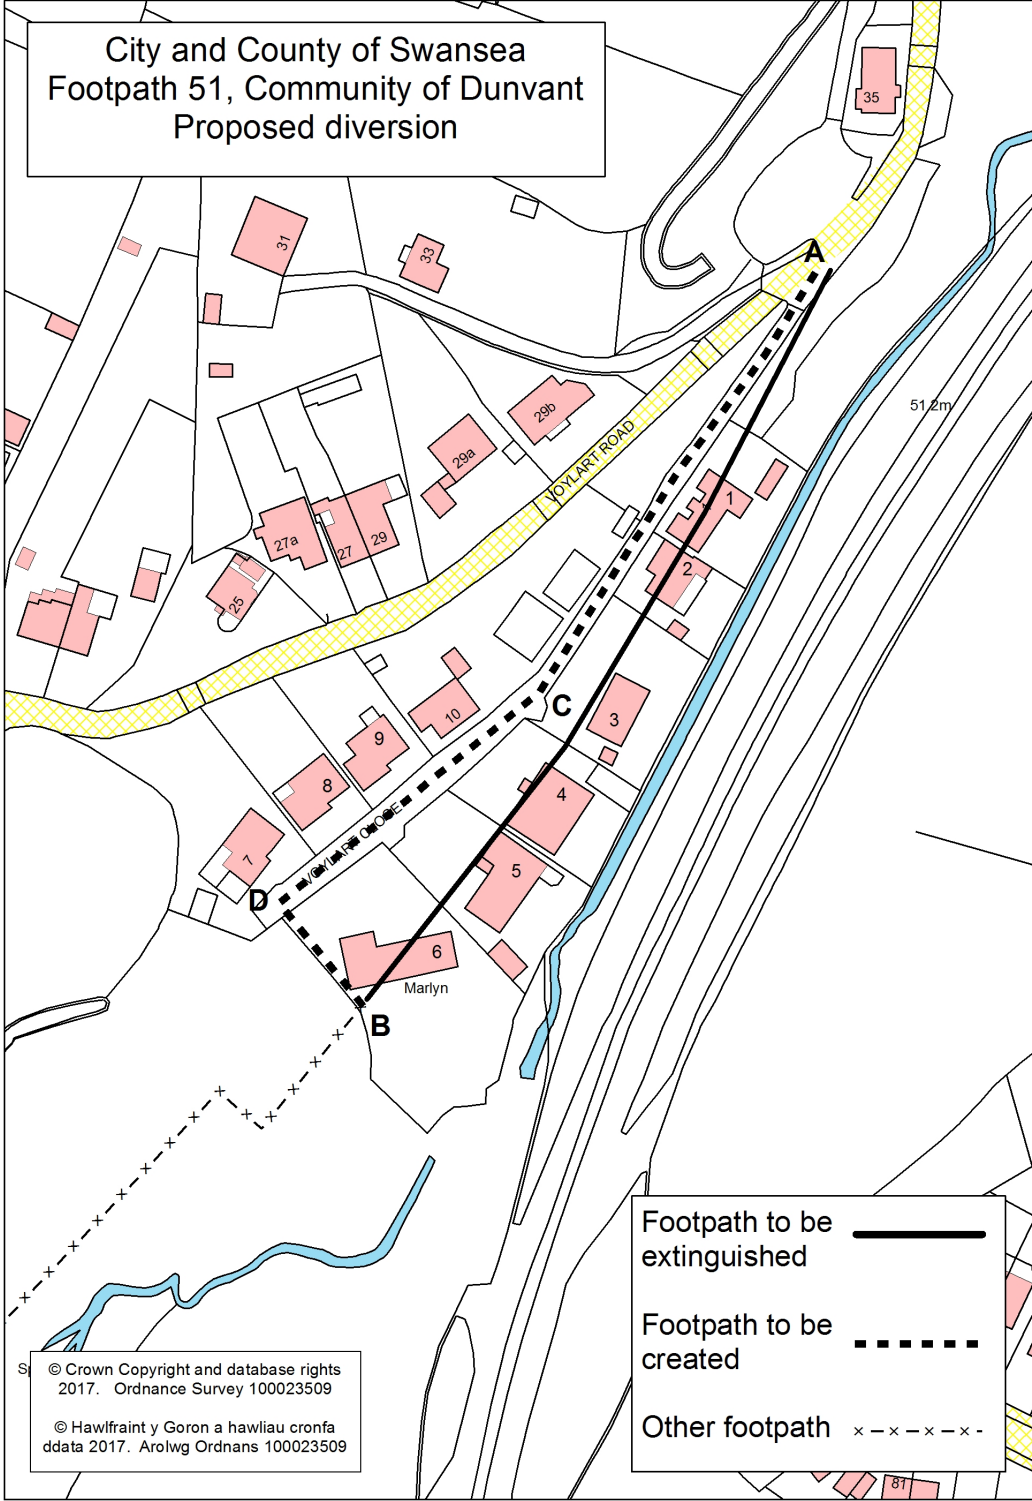 City and County of Swansea
Footpath 51, Community of Dunvant
Proposed diversion
35
31
33
A
51.2m
29b
29a
VOYLART ROAD
1
27a
27
29
2
25
C
3
10
9
8
4
VOYLART CLOSE
7
5
D
6
Marlyn
B
Footpath to be
extinguished
Footpath to be
created
Other footpath
© Crown Copyright and database rights
2017. Ordnance Survey 100023509
© Hawlfraint y Goron a hawliau cronfa
ddata 2017. Arolwg Ordnans 100023509
81